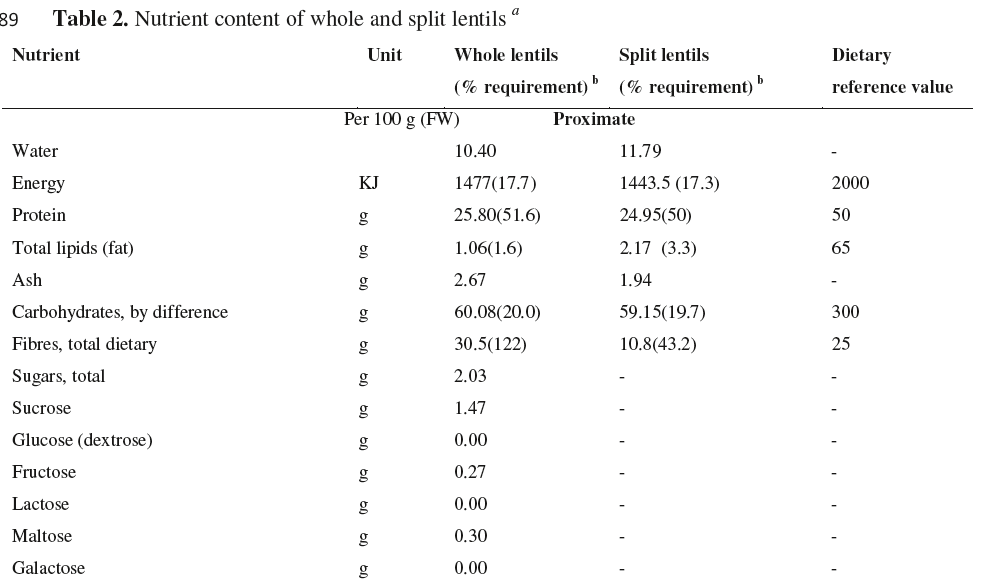 89 Table 2. Nutrient content of whole and split lentils a
Nutrient Unit Whole lentils Split lentils Dietary
(% requirement) b (% requirement) b reference value
Per 100 g (FW) Proximate
Water 10.40 11.79 -
Energy KJ 1477(17.7) 1443.5 (17.3) 2000
Protein g 25.80(51.6) 24.95(50) 50
Total lipids (fat) g 1.06(1.6) 2.17 (3.3) 65
Ash g 2.67 1.94 -
Carbohydrates, by difference g 60.08(20.0) 59.15(19.7) 300
Fibres, total dietary g 30.5(122) 10.8(43.2) 25
Sugars, total g 2.03 - -
Sucrose g 1.47 - -
Glucose (dextrose) g 0.00 - -
Fructose g 0.27 - -
Lactose g 0.00 - -
Maltose g 0.30 - -
Galactose g 0.00 - -